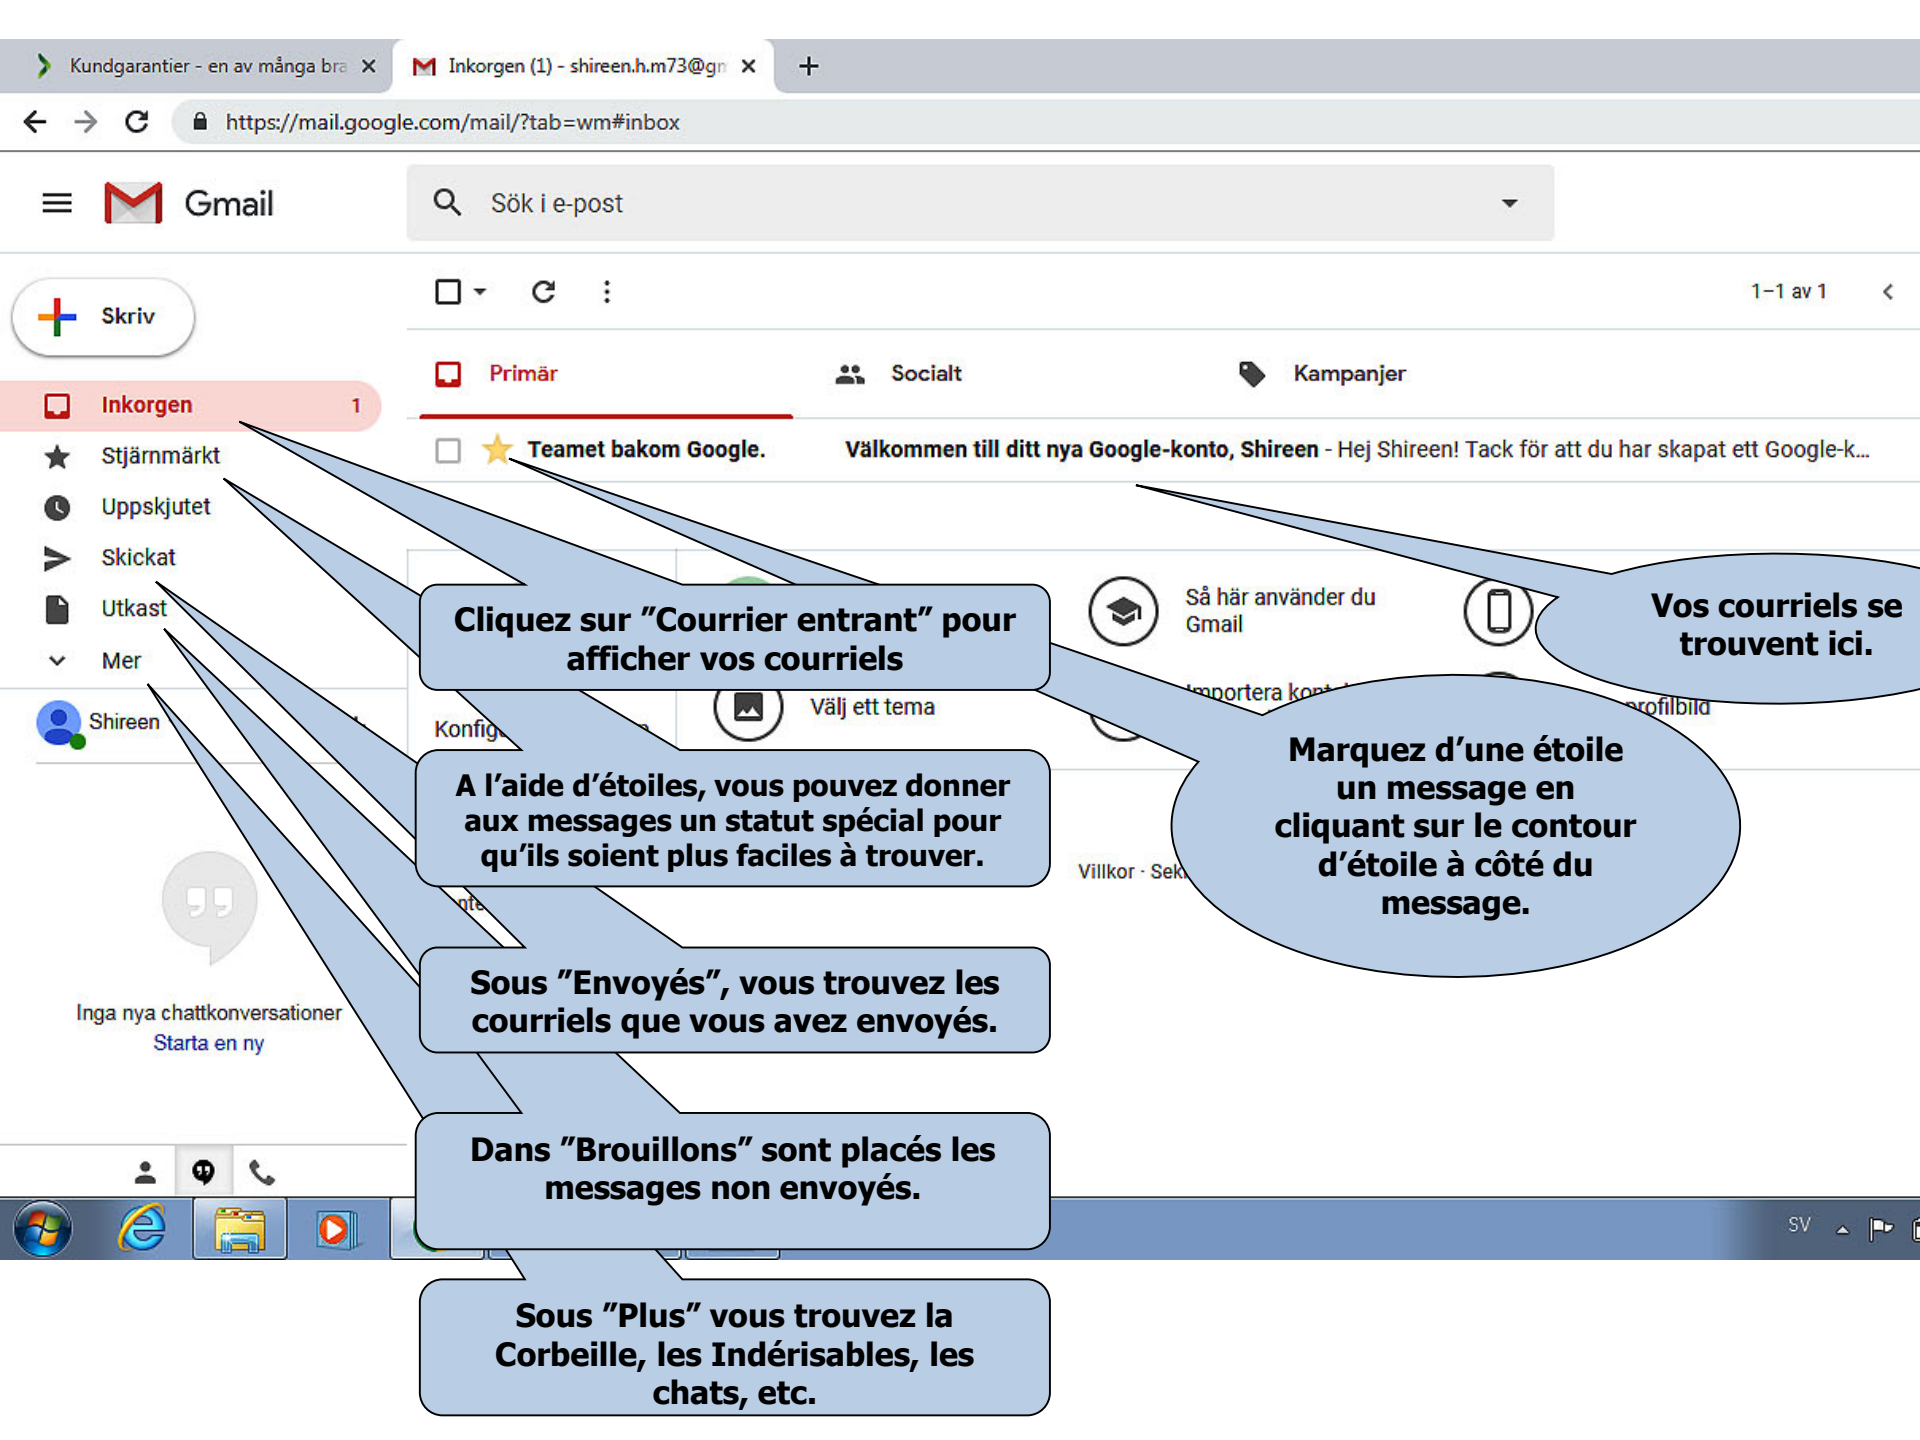 Kundgarantier - en av många bra
Inkorgen (1) - shireen.h.m73@gm
https://mail.google.com/mail/?tab=wm#inbox
Gmail
Sök i e-post
Skriv
1–1 av 1
Primär
Socialt
Kampanjer
Inkorgen 1
Teamet bakom Google. Välkommen till ditt nya Google-konto, Shireen - Hej Shireen! Tack för att du har skapat ett Google-k...
Stjärnmärkt
Uppskjutet
Skickat
Utkast
Mer
Shireen
Cliquez sur ”Courrier entrant” pour
afficher vos courriels
Så här använder du
Gmail
Vos courriels se
trouvent ici.
Välj ett tema
Importera
profilbild
Marquez d’une étoile
un message en
cliquant sur le contour
d’étoile à côté du
message.
A l’aide d’étoiles, vous pouvez donner
aux messages un statut spécial pour
qu’ils soient plus faciles à trouver.
Villkor ·
Sous ”Envoyés”, vous trouvez les
courriels que vous avez envoyés.
Inga nya chattkonversationer
Starta en ny
Dans ”Brouillons” sont placés les
messages non envoyés.
SV
Sous ”Plus” vous trouvez la
Corbeille, les Indérisables, les
chats, etc.